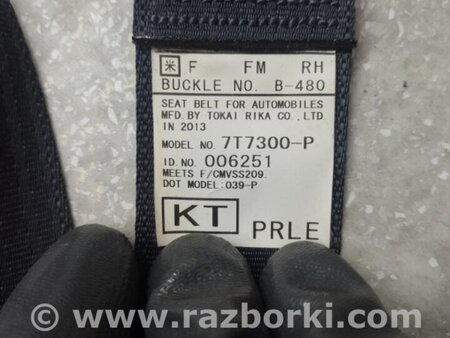 米 F FM RH
BUCKLE NO. B-480
SEAT BELT FOR AUTOMOBILES
MFD. BY TOKAI RIKA CO., LTD.
IN 2013
MODEL NO. 7T7300-P
ID. NO. 006251
MEETS F/CMVSS209.
DOT MODEL:039-P
KT PRLE
© www.razborki.com